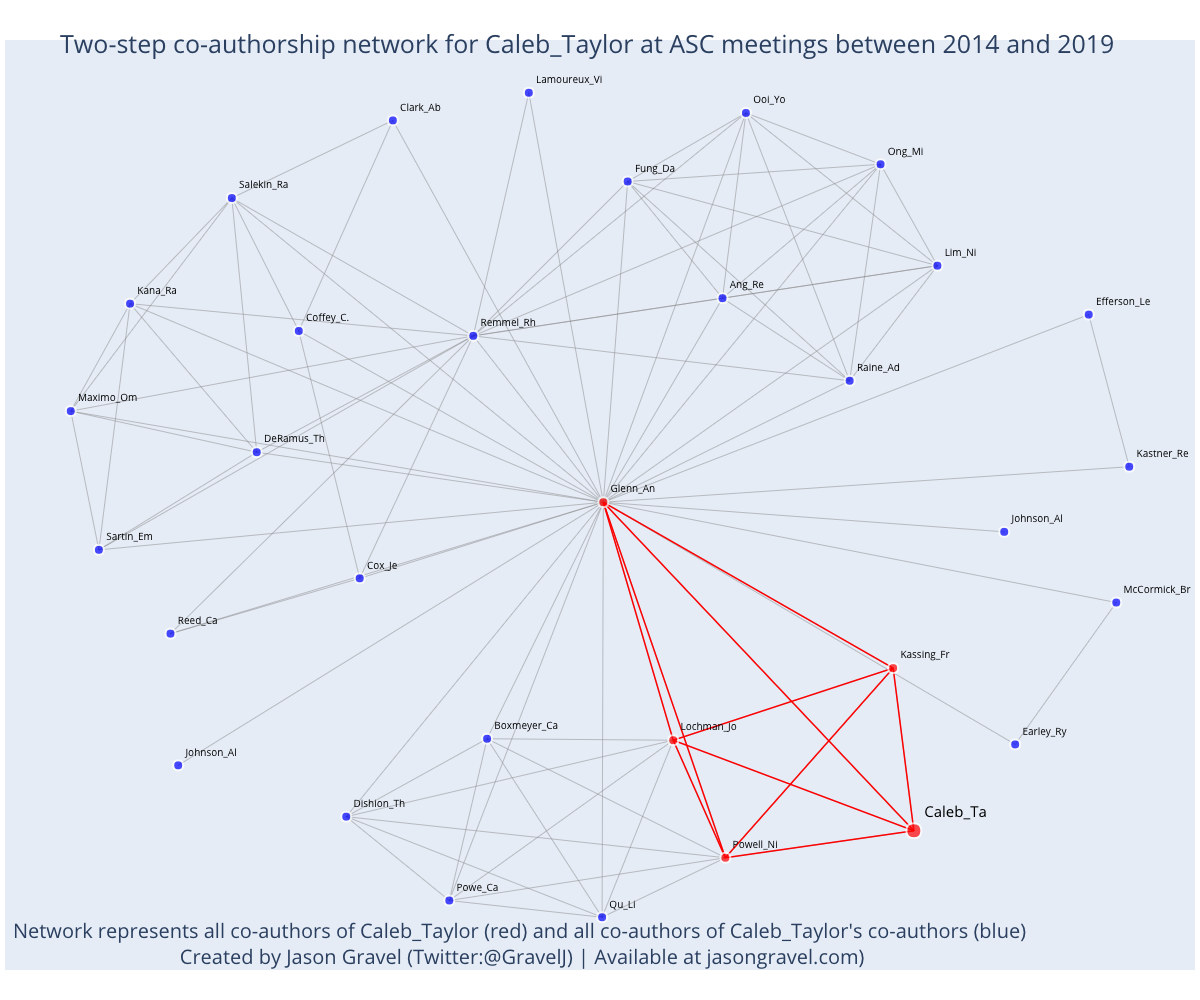 Two-step co-authorship network for Caleb_Taylor at ASC meetings between 2014 and 2019
Lamoureux_Vi
Clark_Ab
Ooi_Yo
Ong_Mi
Fung_Da
Salekin_Ra
Lim_Ni
Ang_Re
Kana_Ra
Efferson_Le
Coffey_C.
Remmel_Rh
Raine_Ad
Maximo_Om
DeRamus_Th
Kastner_Re
Glenn_An
Johnson_Al
Sartin_Em
Cox_Je
McCormick_Br
Reed_Ca
Kassing_Fr
Boxmeyer_Ca
Lochman_Jo
Earley_Ry
Johnson_Al
Dishion_Th
Caleb_Ta
Powell_Ni
Powe_Ca
Qu_Li
Network represents all co-authors of Caleb_Taylor (red) and all co-authors of Caleb_Taylor's co-authors (blue)
Created by Jason Gravel (Twitter:@GravelJ) | Available at jasongravel.com)